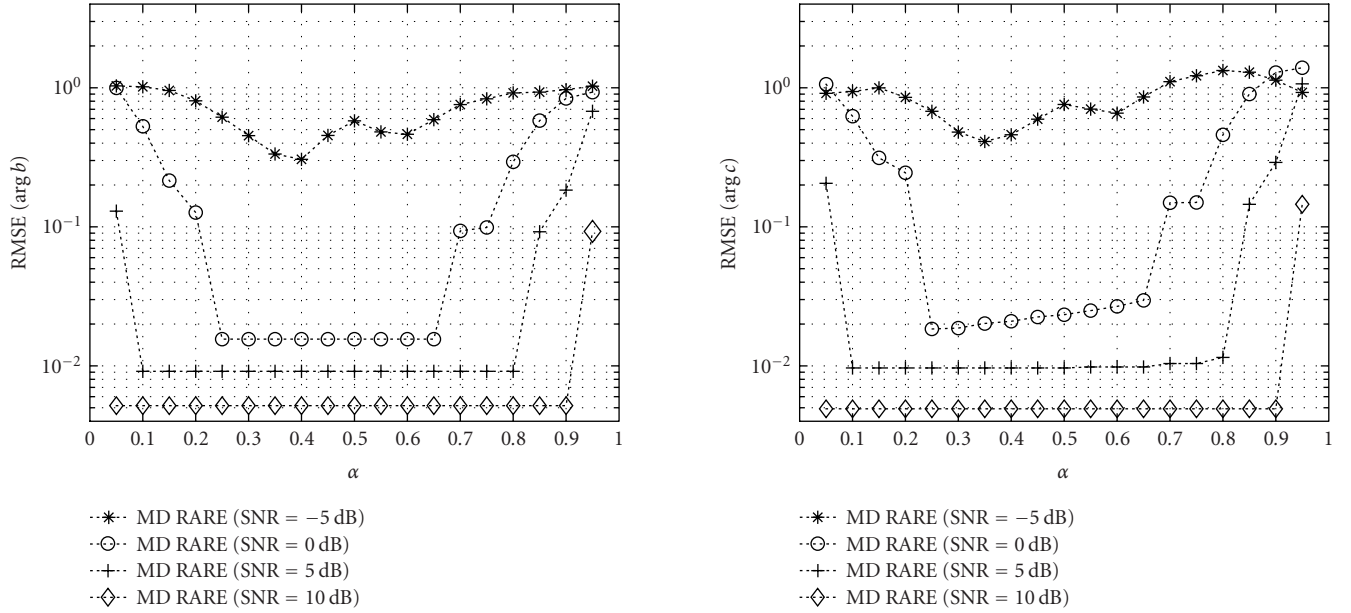 10⁰
10⁻¹
10⁻²
RMSE (arg b)
0 0.1 0.2 0.3 0.4 0.5 0.6 0.7 0.8 0.9 1
α
MD RARE (SNR = −5 dB)
MD RARE (SNR = 0 dB)
MD RARE (SNR = 5 dB)
MD RARE (SNR = 10 dB)
10⁰
10⁻¹
10⁻²
RMSE (arg c)
0 0.1 0.2 0.3 0.4 0.5 0.6 0.7 0.8 0.9 1
α
MD RARE (SNR = −5 dB)
MD RARE (SNR = 0 dB)
MD RARE (SNR = 5 dB)
MD RARE (SNR = 10 dB)